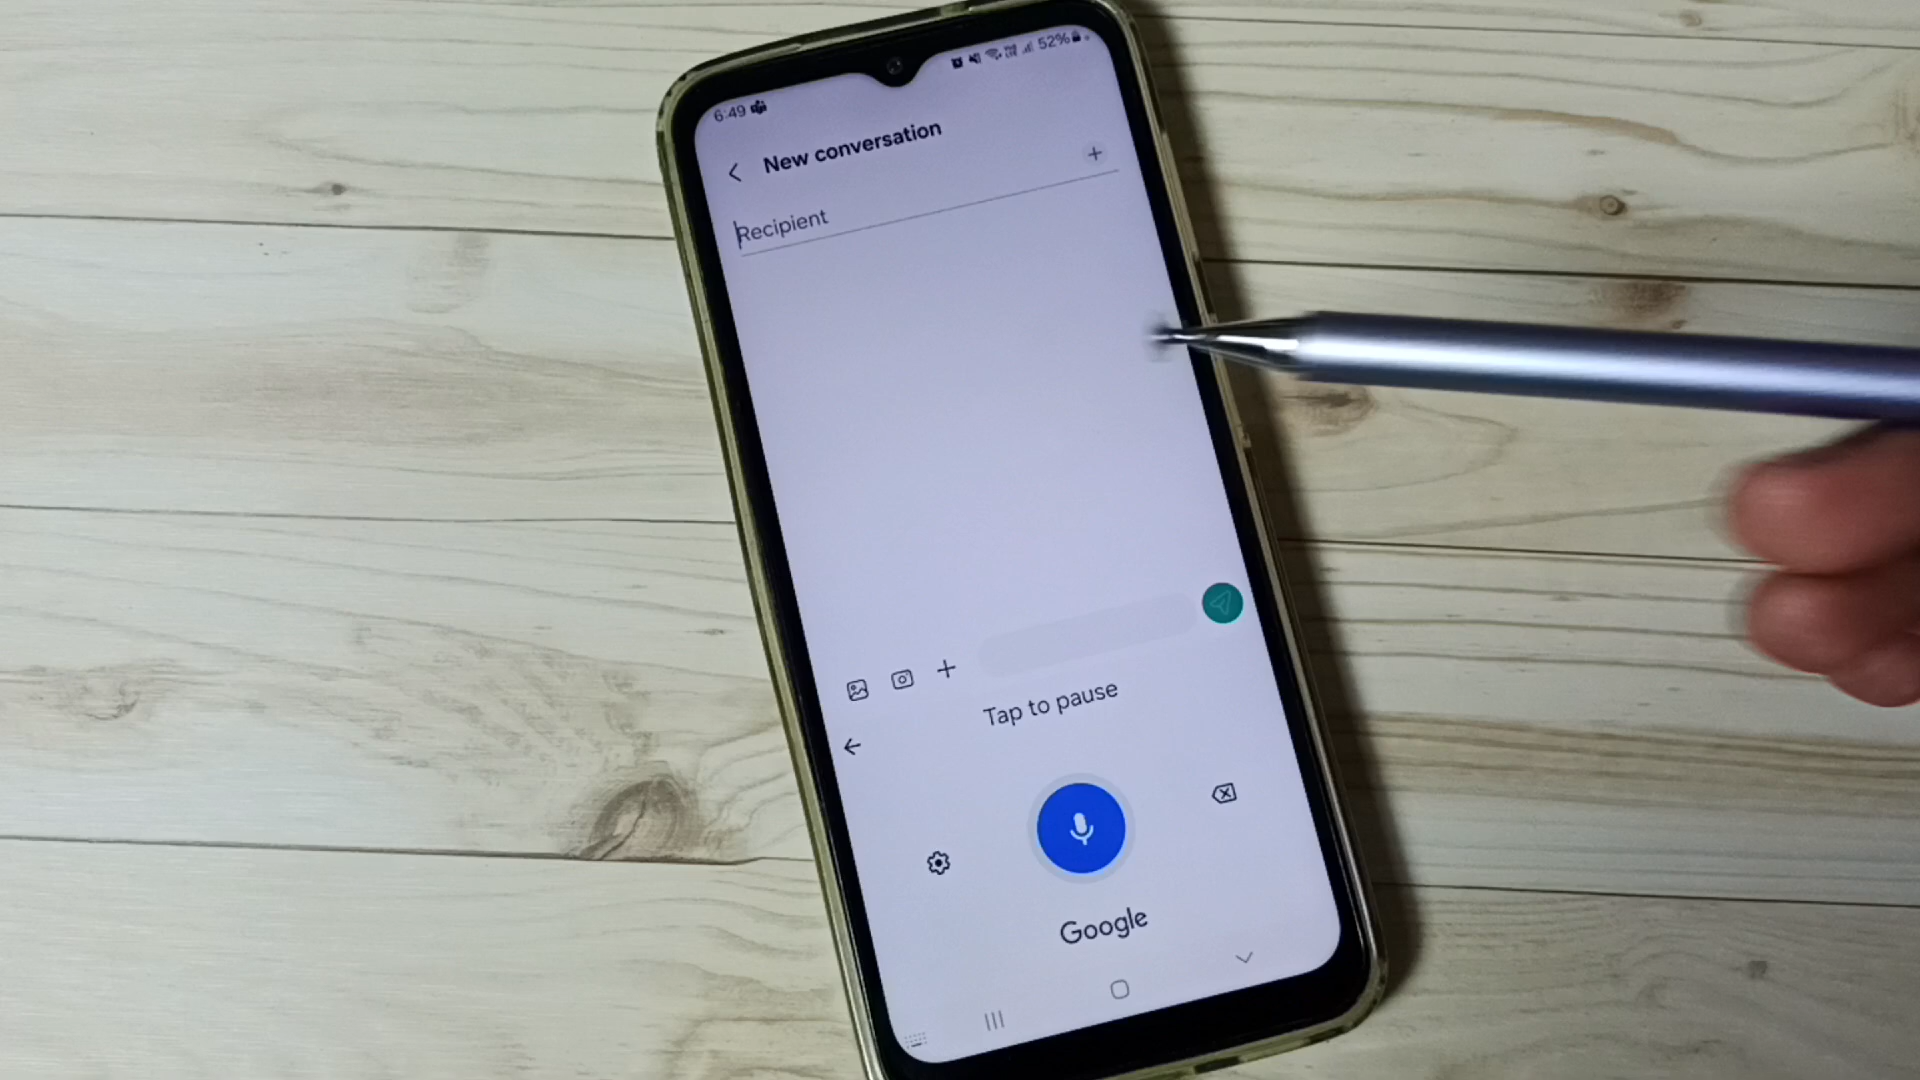 6:49 52%
New conversation
Recipient
Tap to pause
Google